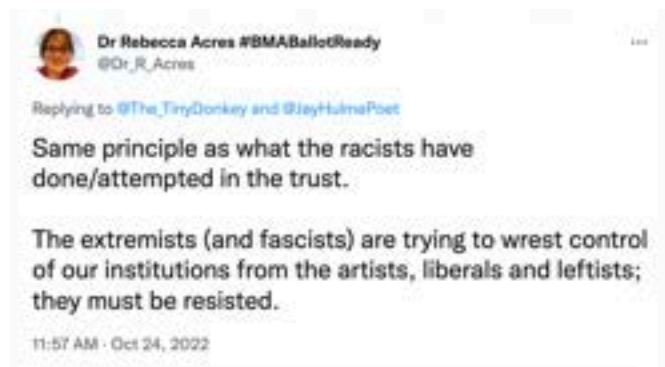 Dr Rebecca Acres #BMABallotReady
@Dr_R_Acres
Replying to @The_TinyDonkey and @JayHulmePoet
Same principle as what the racists have
done/attempted in the trust.
The extremists (and fascists) are trying to wrest control
of our institutions from the artists, liberals and leftists;
they must be resisted.
11:57 AM · Oct 24, 2022